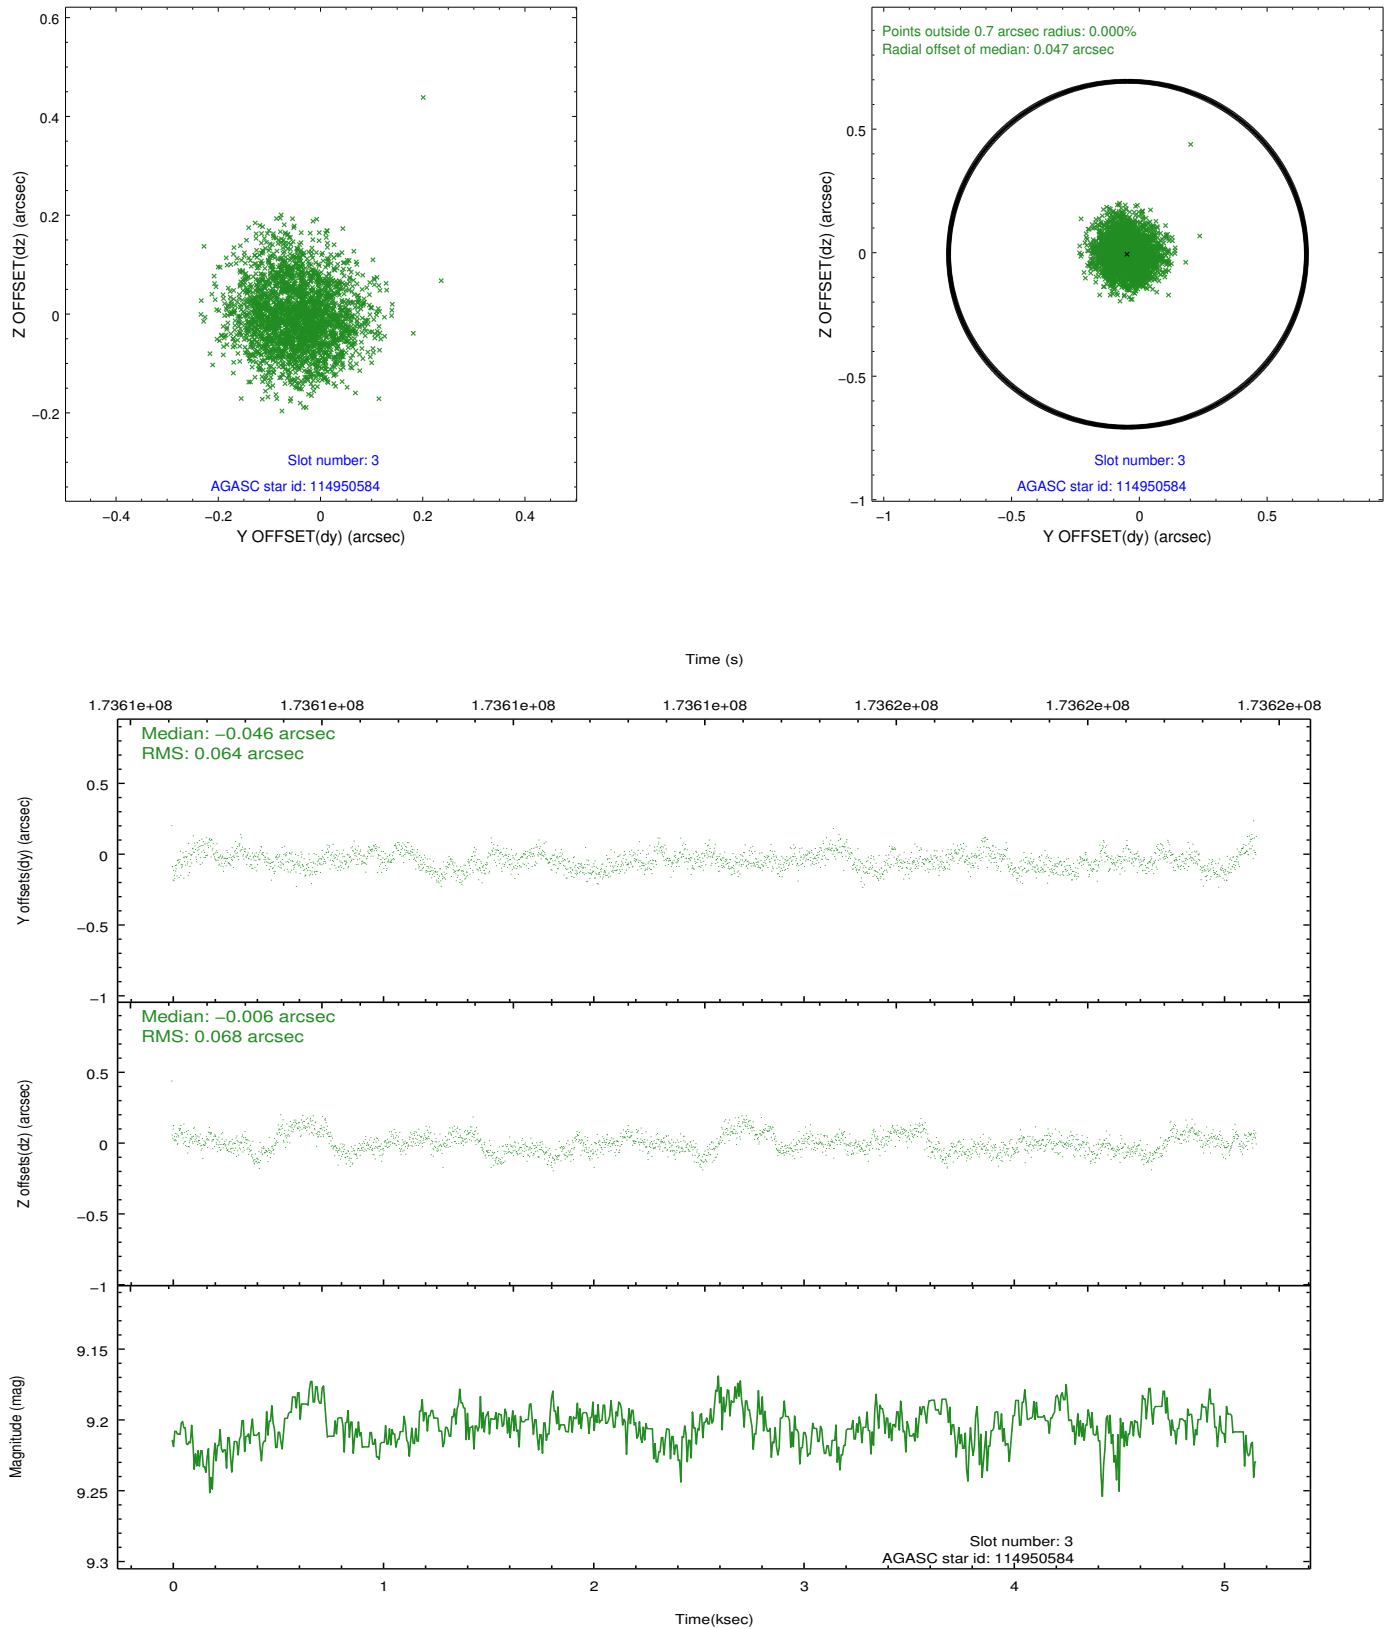 0.6
0.4
0.2
0
−0.2
Z OFFSET(dz) (arcsec)
Slot number: 3
AGASC star id: 114950584
−0.4 −0.2 0 0.2 0.4
Y OFFSET(dy) (arcsec)
Points outside 0.7 arcsec radius: 0.000%
Radial offset of median: 0.047 arcsec
0.5
0
−0.5
−1
Z OFFSET(dz) (arcsec)
Slot number: 3
AGASC star id: 114950584
−1 −0.5 0 0.5
Y OFFSET(dy) (arcsec)
Time (s)
1.7361e+08 1.7361e+08 1.7361e+08 1.7361e+08 1.7362e+08 1.7362e+08 1.7362e+08
Median: −0.046 arcsec
RMS: 0.064 arcsec
0.5
0
−0.5
−1
Y offsets(dy) (arcsec)
Median: −0.006 arcsec
RMS: 0.068 arcsec
0.5
0
−0.5
−1
Z offsets(dz) (arcsec)
9.15
9.2
9.25
9.3
Magnitude (mag)
Slot number: 3
AGASC star id: 114950584
0 1 2 3 4 5
Time(ksec)